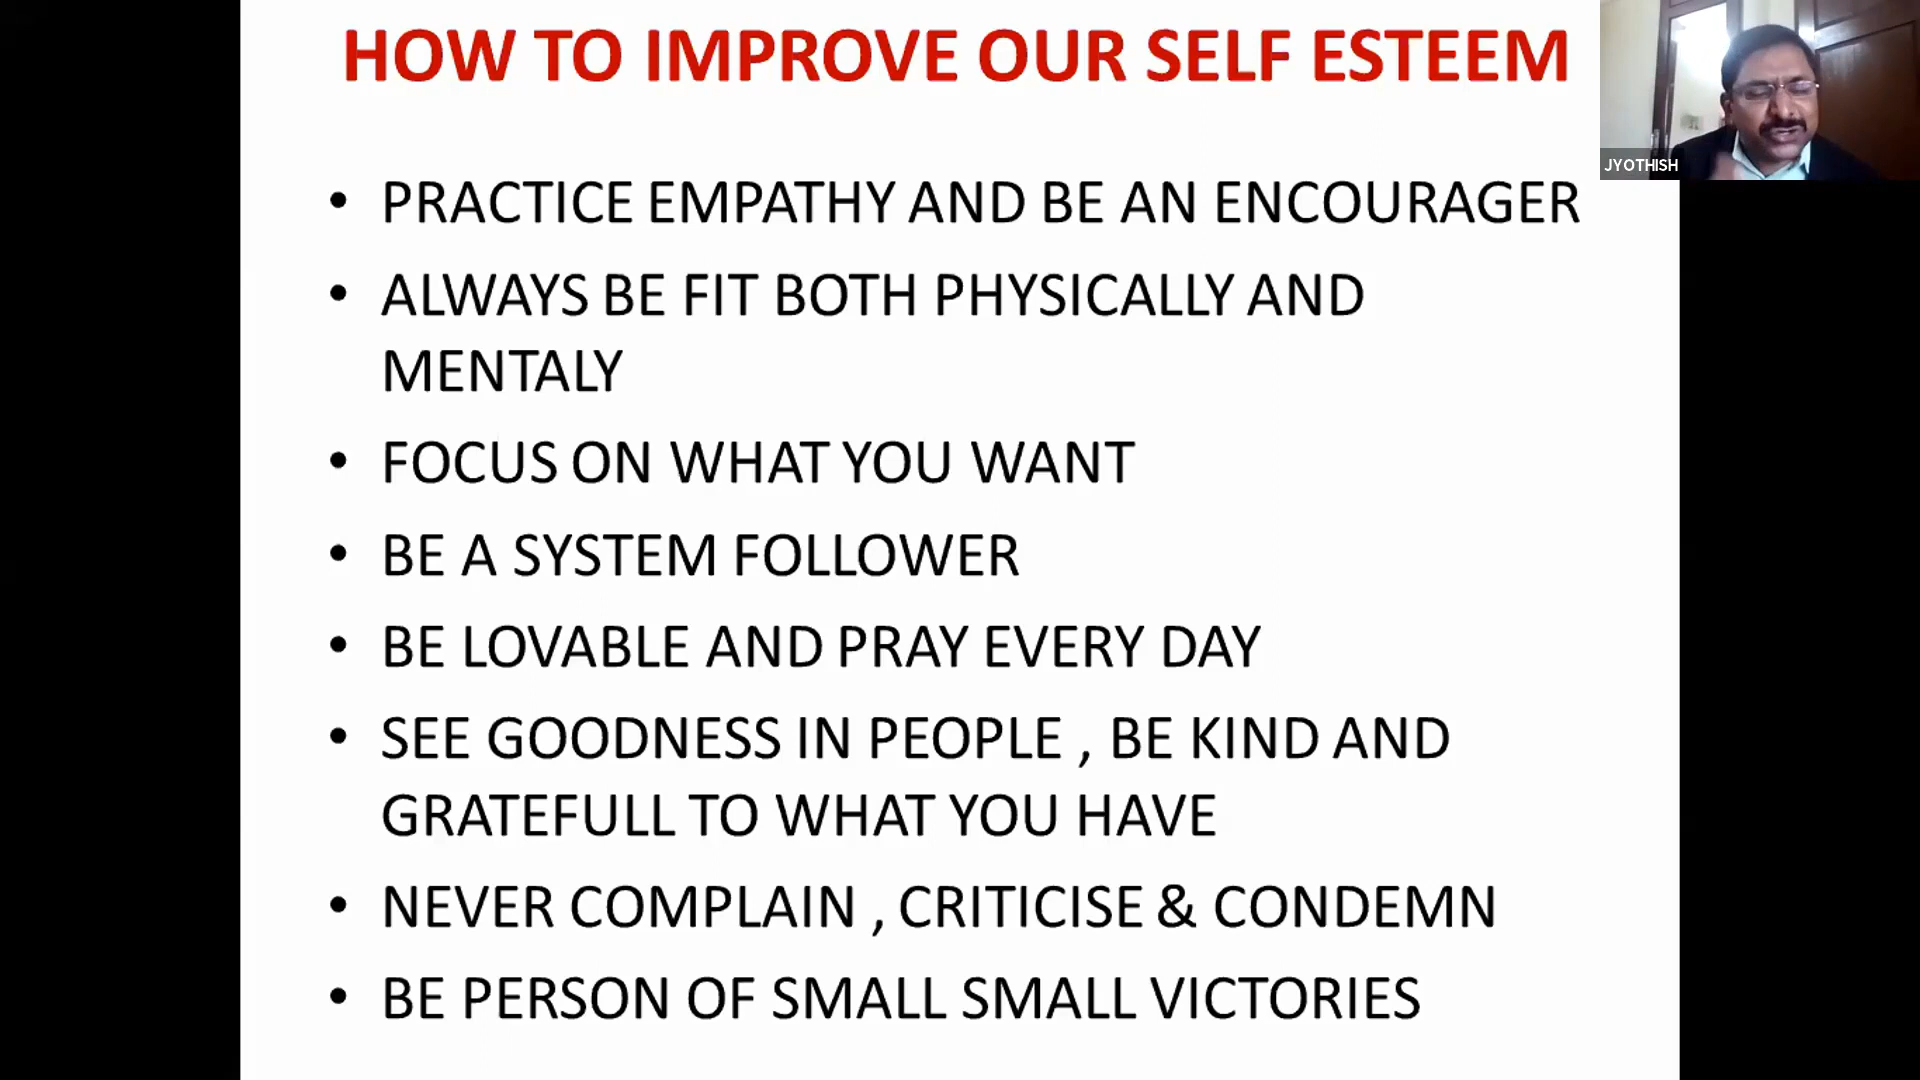 HOW TO IMPROVE OUR SELF ESTEEM
JYOTHISH
• PRACTICE EMPATHY AND BE AN ENCOURAGER
• ALWAYS BE FIT BOTH PHYSICALLY AND
MENTALY
• FOCUS ON WHAT YOU WANT
• BE A SYSTEM FOLLOWER
• BE LOVABLE AND PRAY EVERY DAY
• SEE GOODNESS IN PEOPLE , BE KIND AND
GRATEFULL TO WHAT YOU HAVE
• NEVER COMPLAIN , CRITICISE & CONDEMN
• BE PERSON OF SMALL SMALL VICTORIES